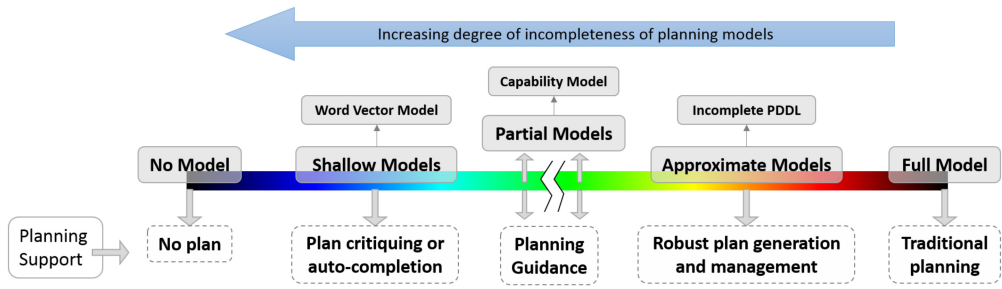 Increasing degree of incompleteness of planning models
Capability Model
Word Vector Model
Incomplete PDDL
Partial Models
No Model
Shallow Models
Approximate Models
Full Model
Planning
Support
No plan
Plan critiquing or
auto-completion
Planning
Guidance
Robust plan generation
and management
Traditional
planning